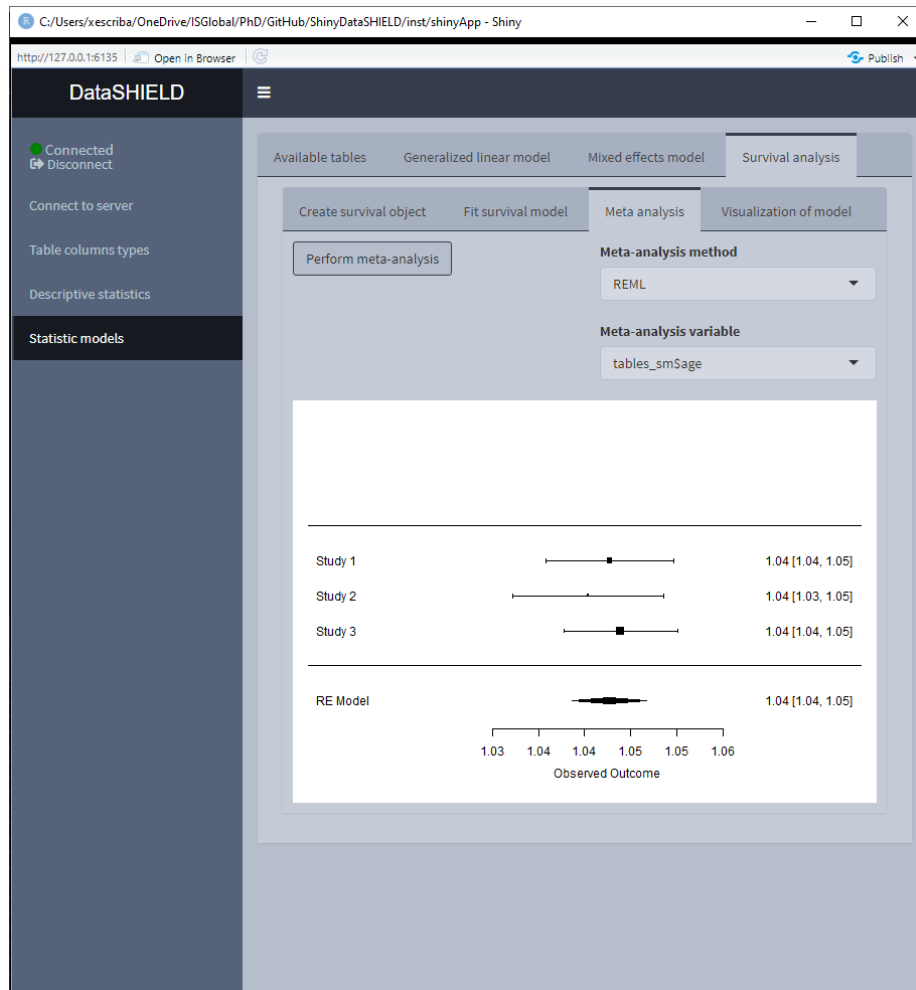 C:/Users/xescriba/OneDrive/ISGlobal/PhD/GitHub/ShinyDataSHIELD/inst/shinyApp - Shiny
http://127.0.0.1:6135 Open in Browser Publish
DataSHIELD
Connected
Disconnect
Connect to server
Table columns types
Descriptive statistics
Statistic models
Available tables Generalized linear model Mixed effects model Survival analysis
Create survival object Fit survival model Meta analysis Visualization of model
Perform meta-analysis
Meta-analysis method
REML
Meta-analysis variable
tables_sm$age
Study 1 1.04 [1.04, 1.05]
Study 2 1.04 [1.03, 1.05]
Study 3 1.04 [1.04, 1.05]
RE Model 1.04 [1.04, 1.05]
1.03 1.04 1.04 1.05 1.05 1.06
Observed Outcome